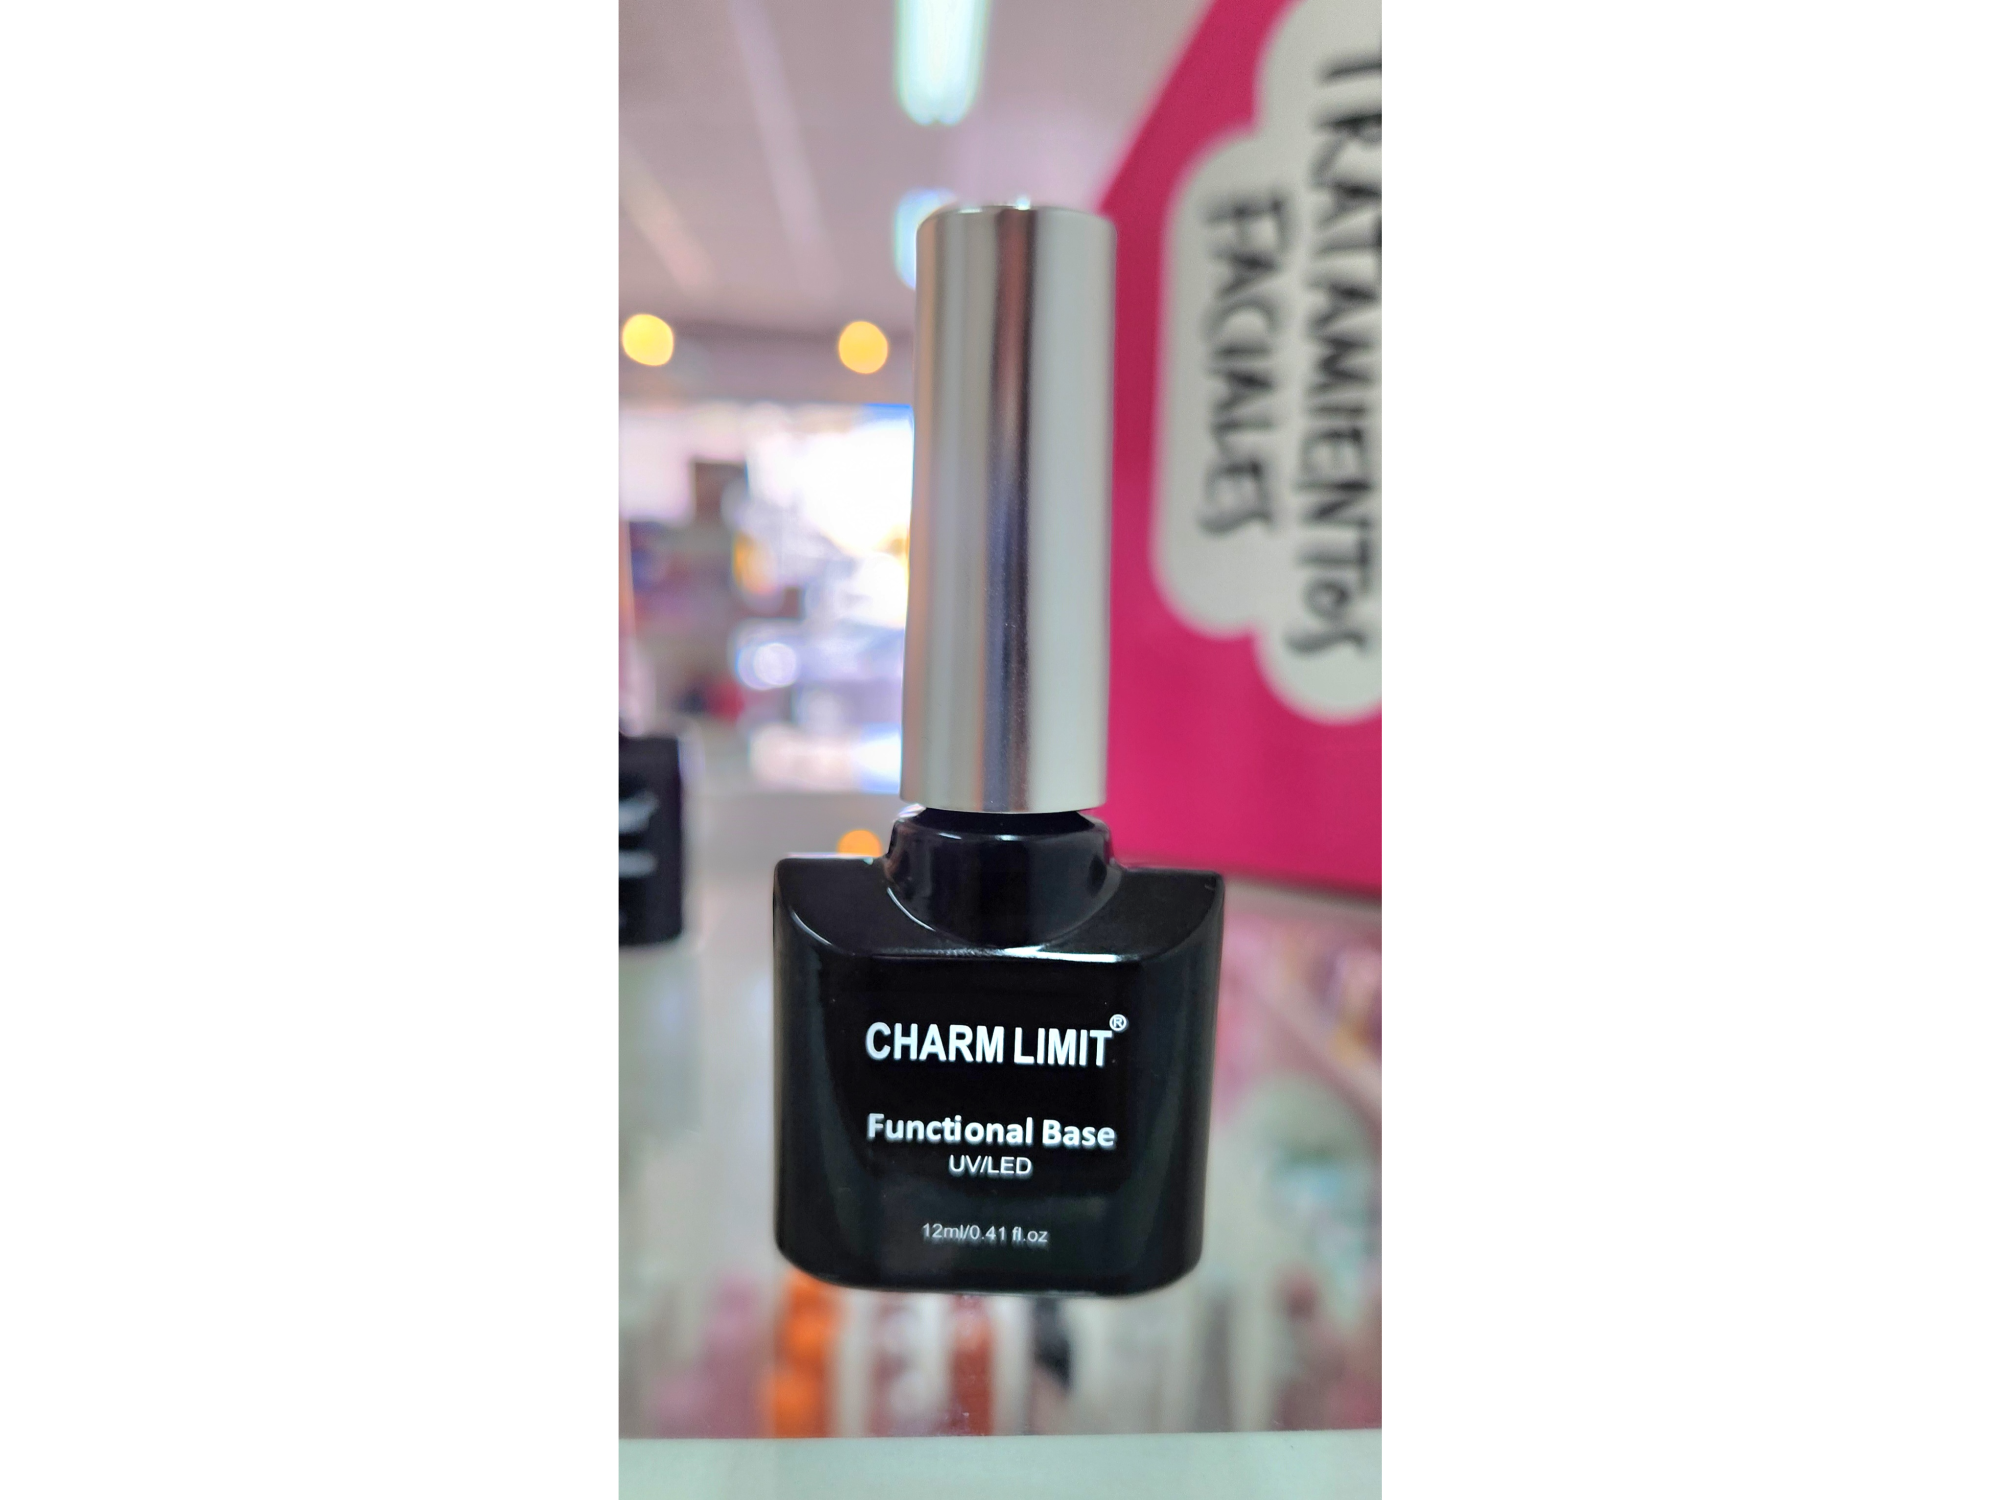 CHARM LIMIT®
Functional Base
UV/LED
12ml/0.41 fl.oz
TRATAMIENTOS
FACIALES